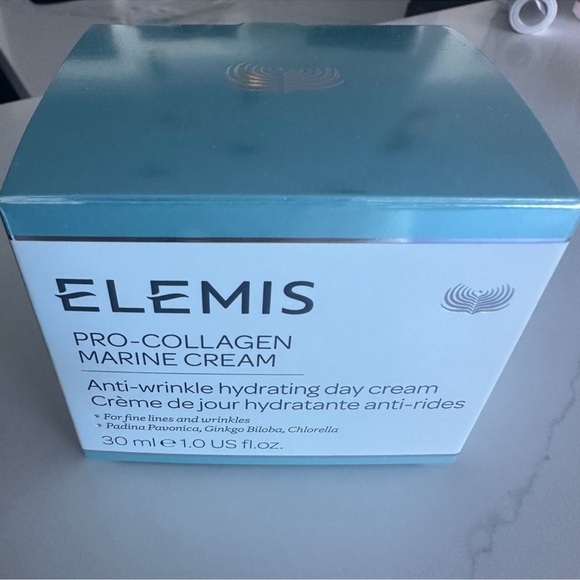 ELEMIS
PRO-COLLAGEN
MARINE CREAM
Anti-wrinkle hydrating day cream
Crème de jour hydratante anti-rides
* For fine lines and wrinkles
* Padina Pavonica, Ginkgo Biloba, Chlorella
30 ml ℮ 1.0 US fl.oz.